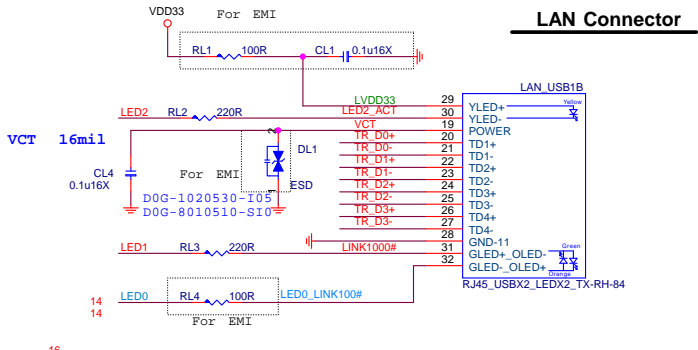 VDD33
For EMI
LAN Connector
RL1
100R
CL1
0.1u16X
LAN_USB1B
LVDD33
29
YLED+
Yellow
LED2
RL2
220R
LED2_ACT
30
YLED-
VCT 16mil
2
VCT
19
POWER
TR_D0+
20
TD1+
TR_D0-
21
TD1-
DL1
TR_D1+
22
TD2+
CL4
For EMI
TR_D1-
23
TD2-
0.1u16X
1
ESD
TR_D2+
24
TD3+
D0G-1020530-I05
TR_D2-
25
TD3-
D0G-8010510-SI0
TR_D3+
26
TD4+
TR_D3-
27
TD4-
28
GND-11
Green
LED1
RL3
220R
LINK1000#
31
GLED+_OLED-
32
GLED-_OLED+
Orange
RJ45_USBX2_LEDX2_TX-RH-84
14
LED0
RL4
100R
LED0_LINK100#
14
For EMI
16